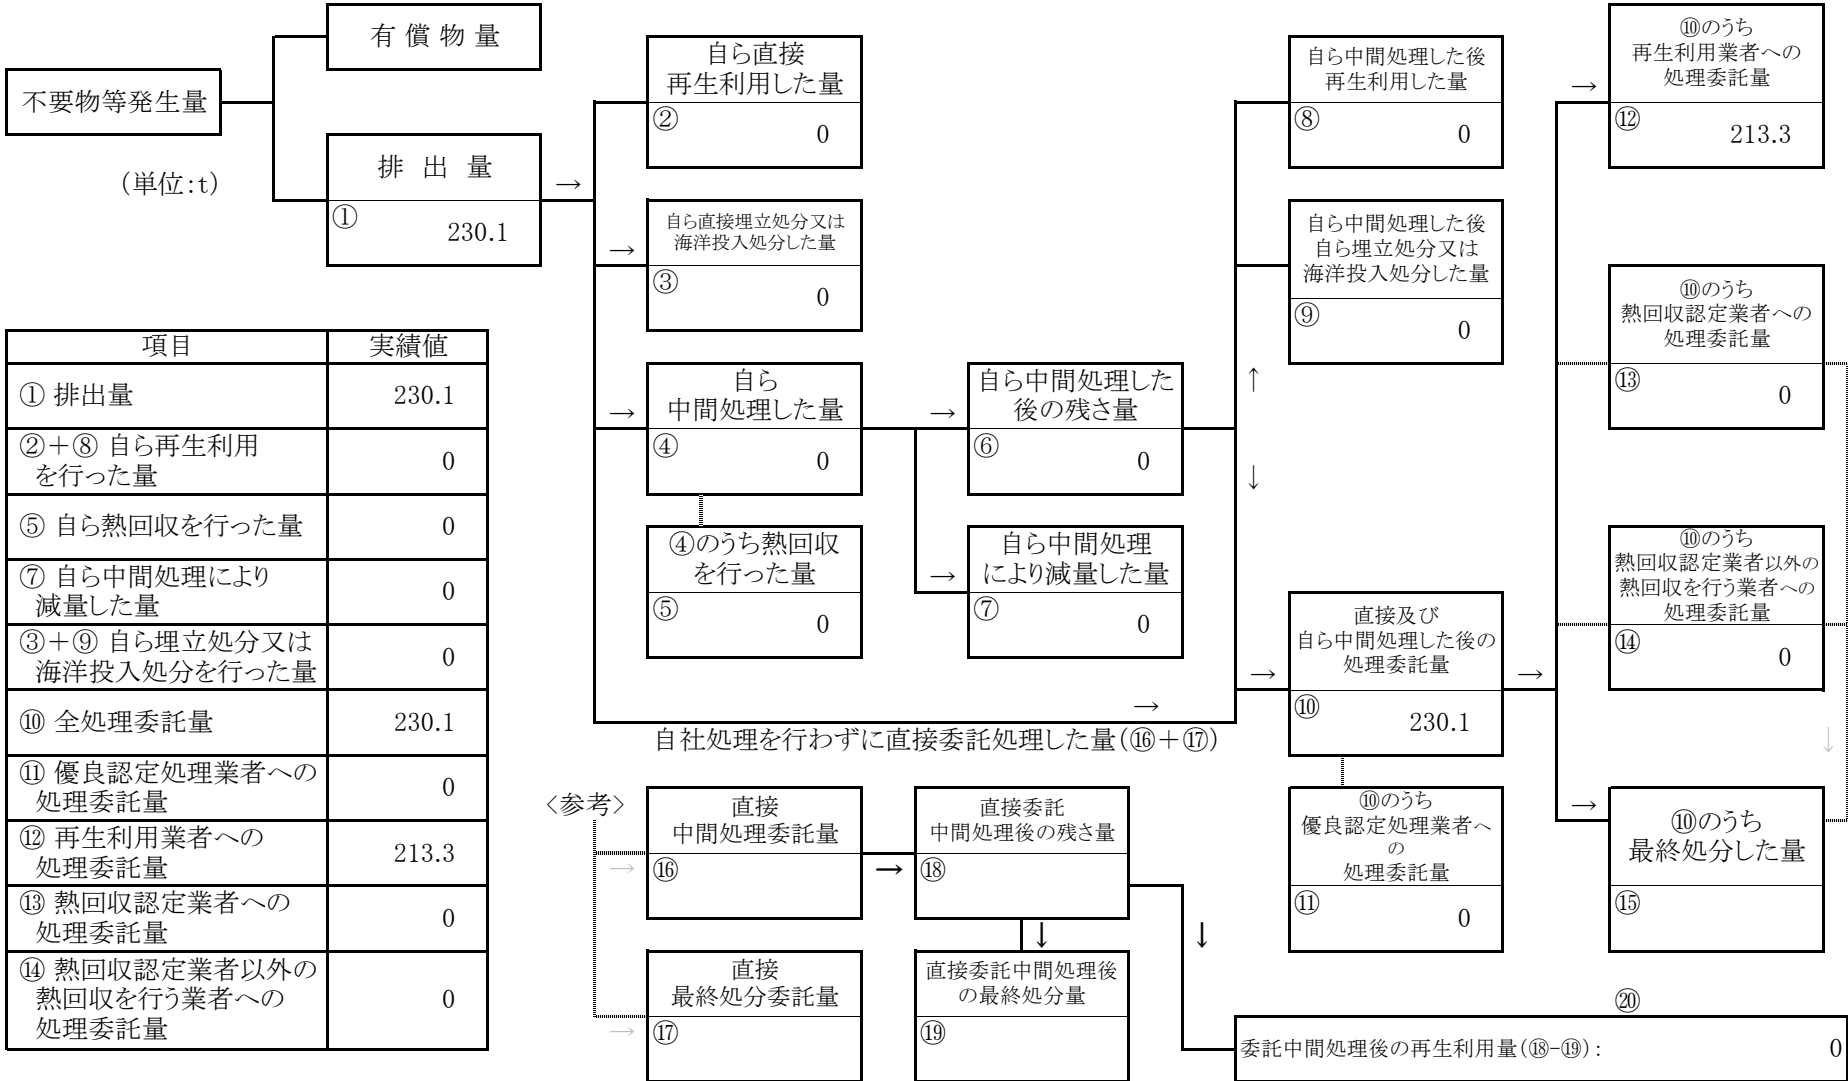 不要物等発生量
有 償 物 量
(単位:t)
排 出 量
① 230.1
→
自ら直接
再生利用した量
② 0
→
自ら直接埋立処分又は
海洋投入処分した量
③ 0
→
自ら
中間処理した量
④ 0
④のうち熱回収
を行った量
⑤ 0
→
自ら中間処理した
後の残さ量
⑥ 0
→
自ら中間処理
により減量した量
⑦ 0
↑
↓
自ら中間処理した後
再生利用した量
⑧ 0
自ら中間処理した後
自ら埋立処分又は
海洋投入処分した量
⑨ 0
→
自社処理を行わずに直接委託処理した量(⑯+⑰)
→
直接及び
自ら中間処理した後の
処理委託量
⑩ 230.1
⑩のうち
優良認定処理業者へ
の
処理委託量
⑪ 0
→
→
⑩のうち
再生利用業者への
処理委託量
⑫ 213.3
⑩のうち
熱回収認定業者への
処理委託量
⑬ 0
⑩のうち
熱回収認定業者以外の
熱回収を行う業者への
処理委託量
⑭ 0
↓
→
⑩のうち
最終処分した量
⑮
項目 実績値
① 排出量 230.1
②+⑧ 自ら再生利用
を行った量 0
⑤ 自ら熱回収を行った量 0
⑦ 自ら中間処理により
減量した量 0
③+⑨ 自ら埋立処分又は
海洋投入処分を行った量 0
⑩ 全処理委託量 230.1
⑪ 優良認定処理業者への
処理委託量 0
⑫ 再生利用業者への
処理委託量 213.3
⑬ 熱回収認定業者への
処理委託量 0
⑭ 熱回収認定業者以外の
熱回収を行う業者への
処理委託量 0
〈参考〉
→
直接
中間処理委託量
⑯
→
直接
最終処分委託量
⑰
→
直接委託
中間処理後の残さ量
⑱
↓
直接委託中間処理後
の最終処分量
⑲
↓
⑳
委託中間処理後の再生利用量(⑱-⑲): 0